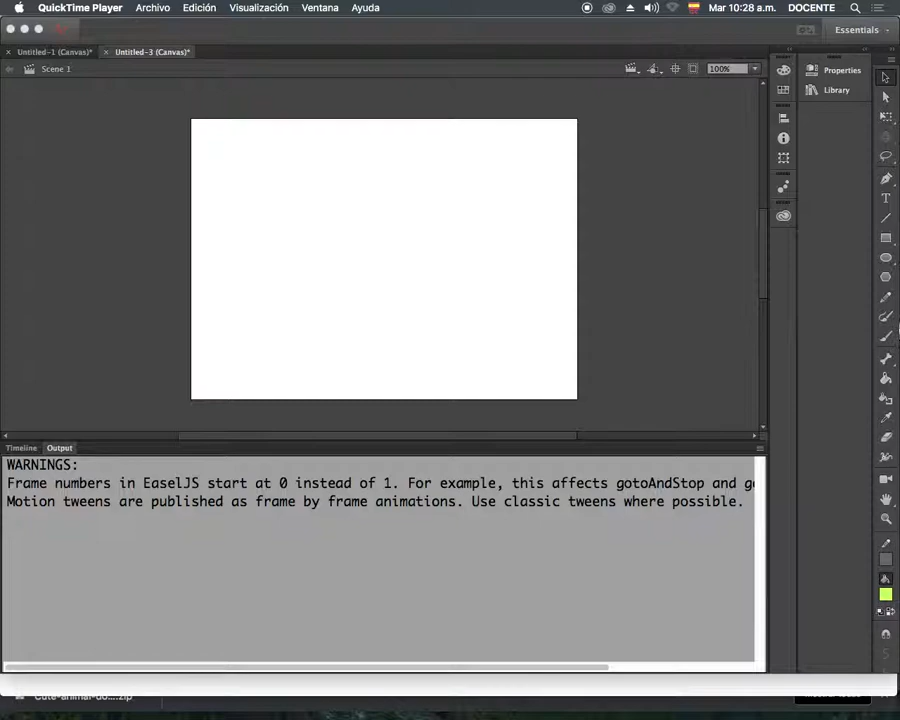 QuickTime Player Archivo Edición Visualización Ventana Ayuda Mar 10:28 a.m. DOCENTE
Essentials
Untitled-1 (Canvas)* Untitled-3 (Canvas)*
Scene 1 100%
Properties
Library
Timeline Output
WARNINGS:
Frame numbers in EaselJS start at 0 instead of 1. For example, this affects gotoAndStop and
Motion tweens are published as frame by frame animations. Use classic tweens where possible.